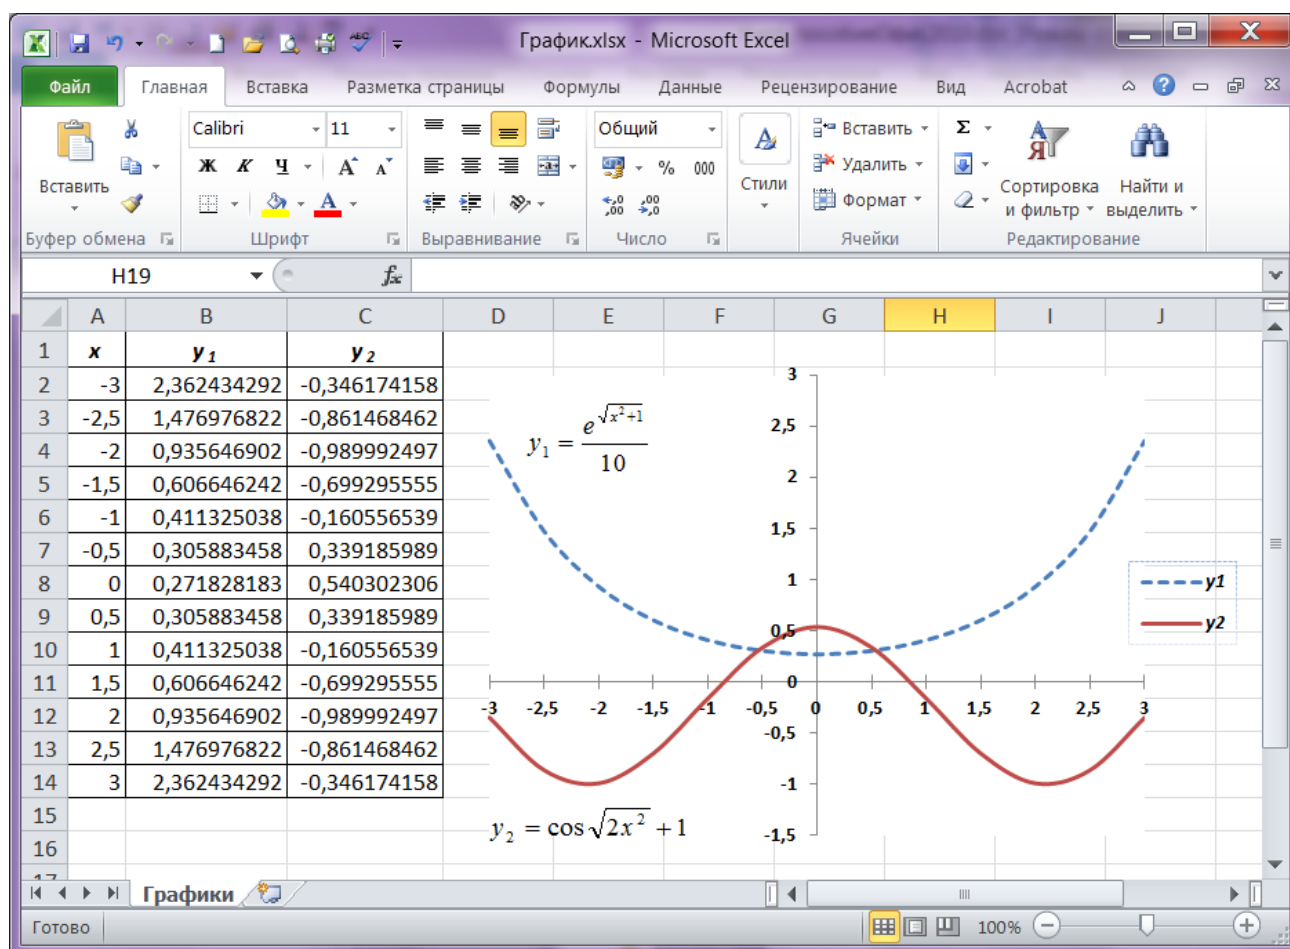 График.xlsx - Microsoft Excel
Файл Главная Вставка Разметка страницы Формулы Данные Рецензирование Вид Acrobat
Вставить
Calibri 11
Ж К Ч A A
A
Общий
% 000
Стили
Вставить
Удалить
Формат
Σ
Сортировка и фильтр
Найти и выделить
Буфер обмена Шрифт Выравнивание Число Ячейки Редактирование
H19 fx
A B C D E F G H I J
1 x y 1 y 2
2 -3 2,362434292 -0,346174158
3 -2,5 1,476976822 -0,861468462
4 -2 0,935646902 -0,989992497
5 -1,5 0,606646242 -0,699295555
6 -1 0,411325038 -0,160556539
7 -0,5 0,305883458 0,339185989
8 0 0,271828183 0,540302306
9 0,5 0,305883458 0,339185989
10 1 0,411325038 -0,160556539
11 1,5 0,606646242 -0,699295555
12 2 0,935646902 -0,989992497
13 2,5 1,476976822 -0,861468462
14 3 2,362434292 -0,346174158
15
16
17
y₁ = e^√(x²+1) / 10
3
2,5
2
1,5
1
0,5
0
-0,5
-1
-1,5
-3 -2,5 -2 -1,5 -1 -0,5 0 0,5 1 1,5 2 2,5 3
y1
y2
y₂ = cos √(2x²) + 1
Графики
Готово 100%